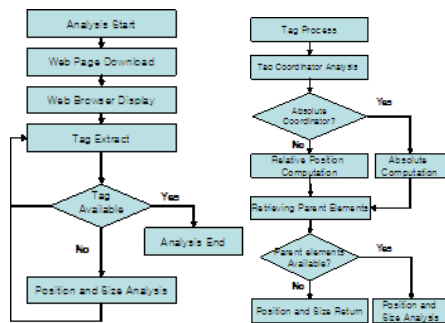 Analysis Start
Web Page Download
Web Browser Display
Tag Extract
Tag
Available
Yes
No
Analysis End
Position and Size Analysis
Tag Process
Tag Coordinator Analysis
Absolute
Coordinator?
Yes
No
Relative Position
Computation
Absolute
Computation
Retrieving Parent Elements
Parent elements
Available?
Yes
No
Position and Size Return
Position and
Size Analysis